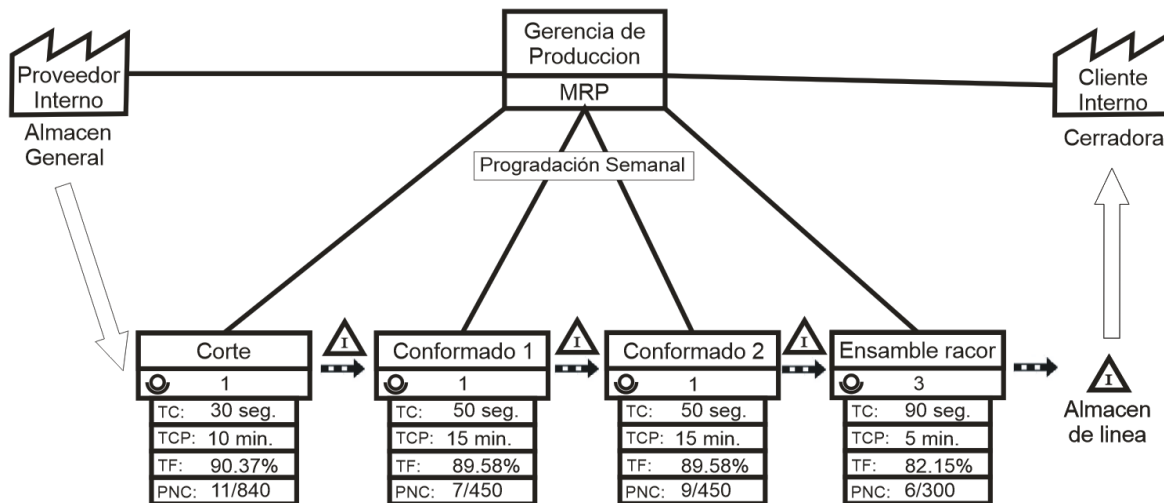 Gerencia de
Produccion
MRP
Proveedor
Interno
Almacen
General
Cliente
Interno
Cerradora
Progradación Semanal
Corte
1
TC: 30 seg.
TCP: 10 min.
TF: 90.37%
PNC: 11/840
I
Conformado 1
1
TC: 50 seg.
TCP: 15 min.
TF: 89.58%
PNC: 7/450
I
Conformado 2
1
TC: 50 seg.
TCP: 15 min.
TF: 89.58%
PNC: 9/450
I
Ensamble racor
3
TC: 90 seg.
TCP: 5 min.
TF: 82.15%
PNC: 6/300
I
Almacen
de linea